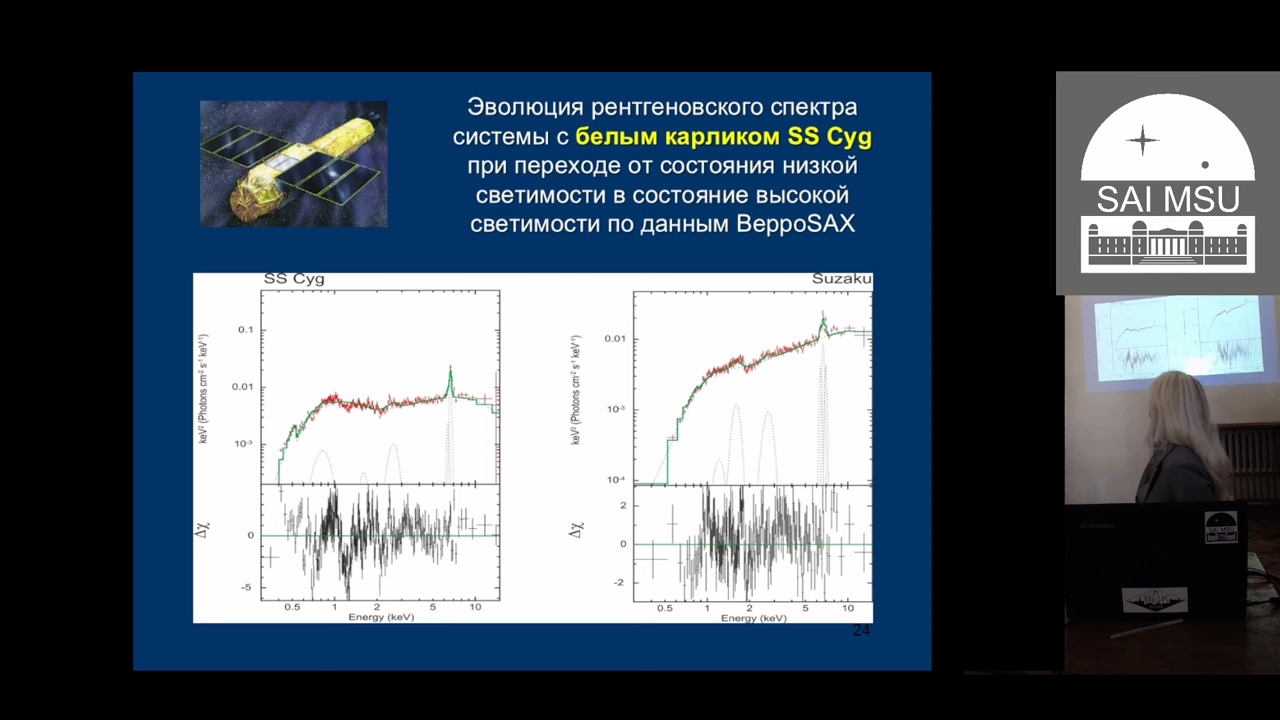 Эволюция рентгеновского спектра
системы с белым карликом SS Cyg
при переходе от состояния низкой
светимости в состояние высокой
светимости по данным BeppoSAX
SS Cyg
0.1
0.01
10⁻³
keV² (Photons cm⁻² s⁻¹ keV⁻¹)
0
-5
Δχ
0.5 1 2 5 10
Energy (keV)
Suzaku
0.01
10⁻³
10⁻⁴
keV² (Photons cm⁻² s⁻¹ keV⁻¹)
2
0
-2
Δχ
0.5 1 2 5 10
Energy (keV)
24
SAI MSU
SAI MSU